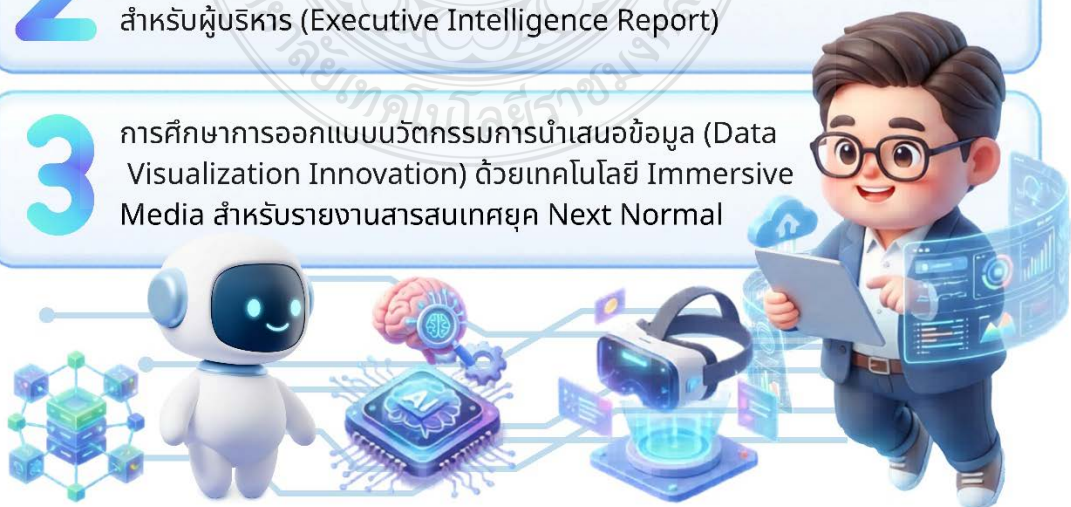 2
สำหรับผู้บริหาร (Executive Intelligence Report)
3
การศึกษาการออกแบบนวัตกรรมการนำเสนอข้อมูล (Data
Visualization Innovation) ด้วยเทคโนโลยี Immersive
Media สำหรับรายงานสารสนเทศยุค Next Normal
AI